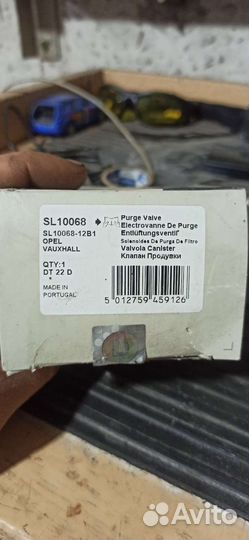 SL10068
SL10068-12B1
OPEL
VAUXHALL
QTY:1
DT 22 D
*
MADE IN
PORTUGAL
Purge Valve
Electrovanne De Purge
Entlüftungsventil
Solenoides De Purga De Filtro
Valvola Canister
Клапан Продувки
5 012759 459126
Avito